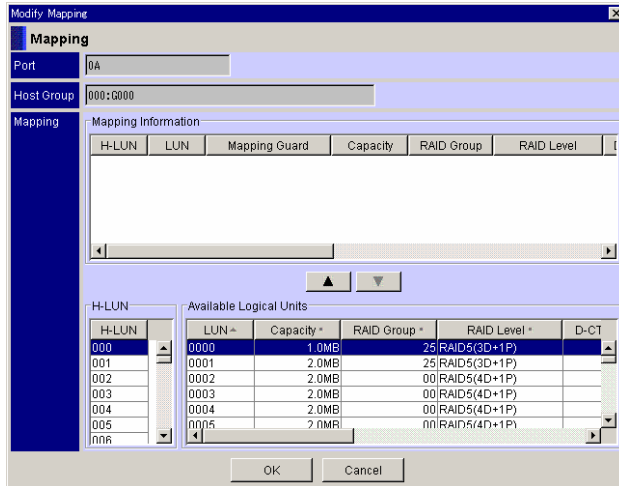 Modify Mapping
Mapping
Port 0A
Host Group 000:G000
Mapping Mapping Information
H-LUN LUN Mapping Guard Capacity RAID Group RAID Level
H-LUN Available Logical Units
H-LUN LUN Capacity RAID Group RAID Level D-CT
000 0000 1.0MB 25 RAID5(3D+1P)
001 0001 2.0MB 25 RAID5(3D+1P)
002 0002 2.0MB 00 RAID5(4D+1P)
003 0003 2.0MB 00 RAID5(4D+1P)
004 0004 2.0MB 00 RAID5(4D+1P)
005 0005 2.0MB 00 RAID5(4D+1P)
006
OK Cancel